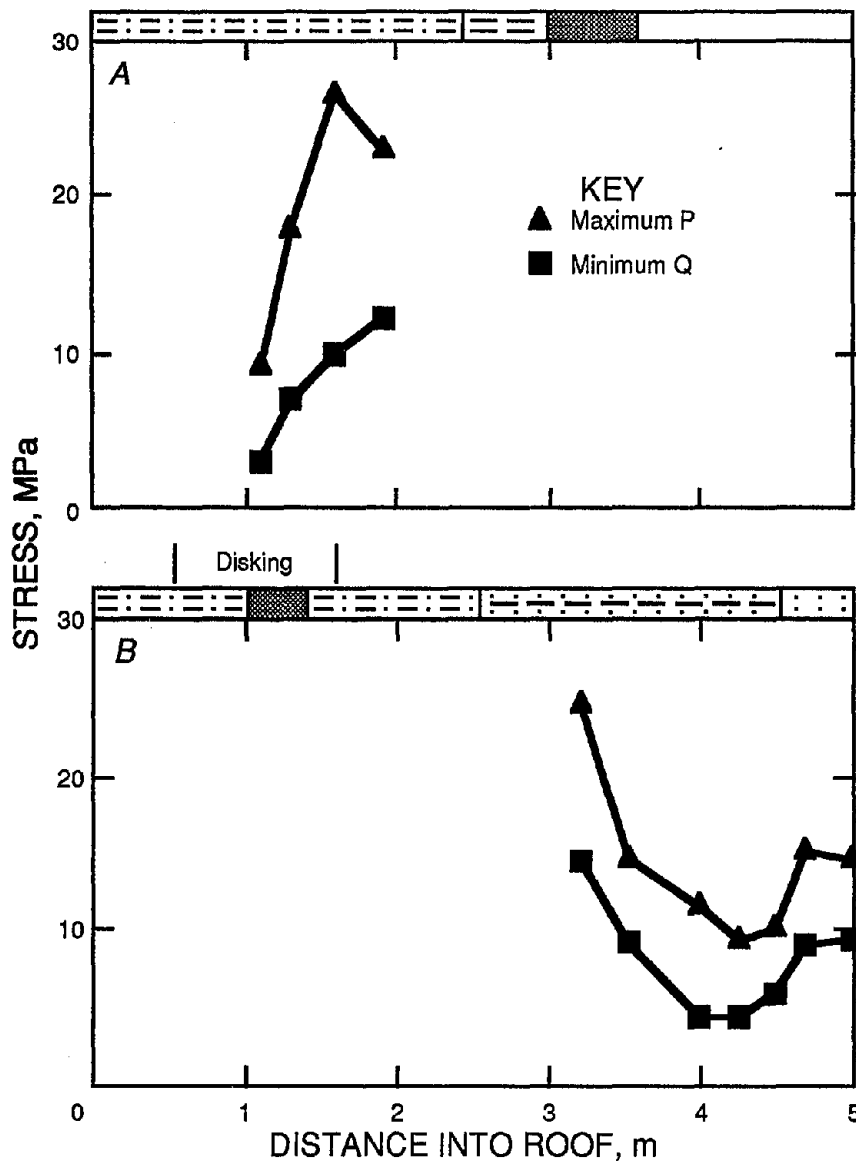 30
A
20
10
0
KEY
Maximum P
Minimum Q
STRESS, MPa
Disking
30
B
20
10
0 1 2 3 4 5
DISTANCE INTO ROOF, m